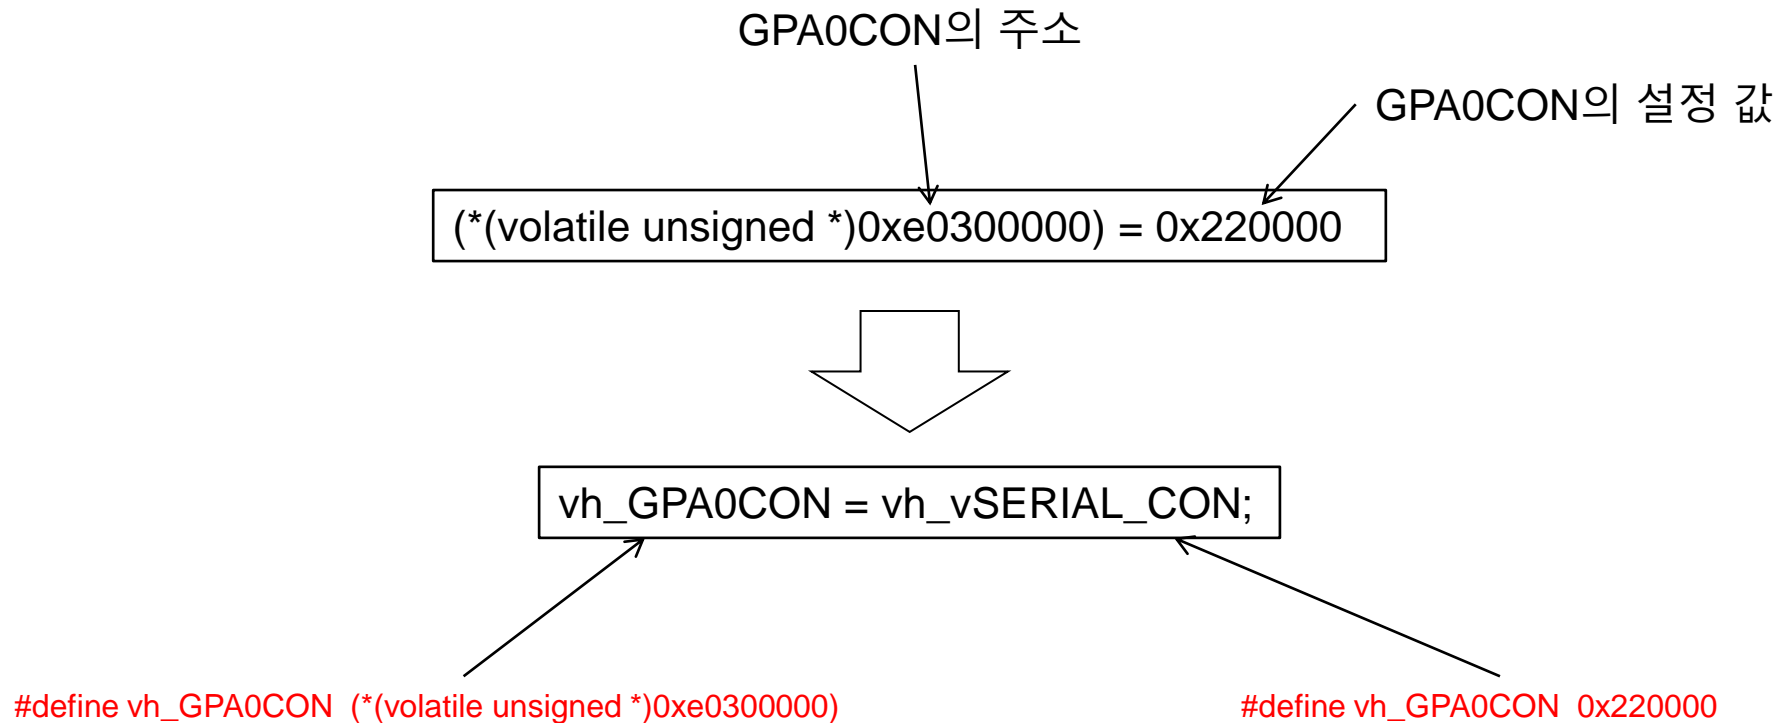 GPA0CON의 주소
GPA0CON의 설정 값
(*(volatile unsigned *)0xe0300000) = 0x220000
vh_GPA0CON = vh_vSERIAL_CON;
#define vh_GPA0CON (*(volatile unsigned *)0xe0300000)
#define vh_GPA0CON 0x220000